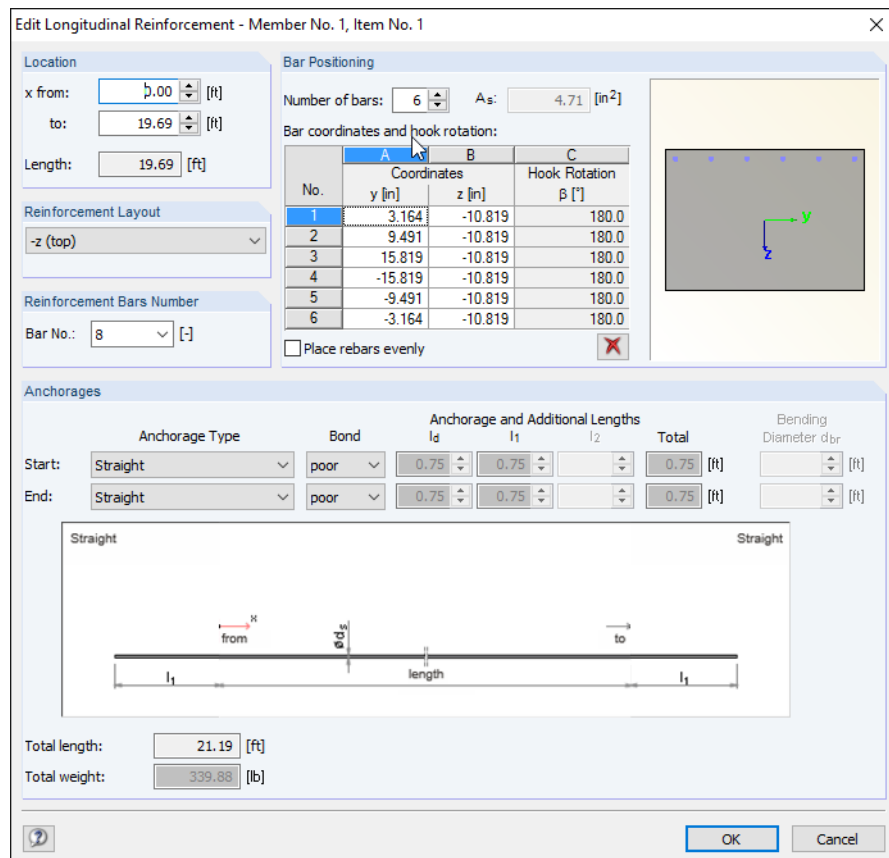 Edit Longitudinal Reinforcement - Member No. 1, Item No. 1
Location
x from: 0.00 [ft]
to: 19.69 [ft]
Length: 19.69 [ft]
Reinforcement Layout
-z (top)
Reinforcement Bars Number
Bar No.: 8 [-]
Bar Positioning
Number of bars: 6 As: 4.71 [in²]
Bar coordinates and hook rotation:
A B C
Coordinates Hook Rotation
No. y [in] z [in] β [°]
1 3.164 -10.819 180.0
2 9.491 -10.819 180.0
3 15.819 -10.819 180.0
4 -15.819 -10.819 180.0
5 -9.491 -10.819 180.0
6 -3.164 -10.819 180.0
Place rebars evenly
y
z
Anchorages
Anchorage and Additional Lengths Bending
Anchorage Type Bond ld l1 l2 Total Diameter dbr
Start: Straight poor 0.75 0.75 0.75 [ft] [ft]
End: Straight poor 0.75 0.75 0.75 [ft] [ft]
Straight Straight
x
from ød s to
l1 length l1
Total length: 21.19 [ft]
Total weight: 339.88 [lb]
OK Cancel